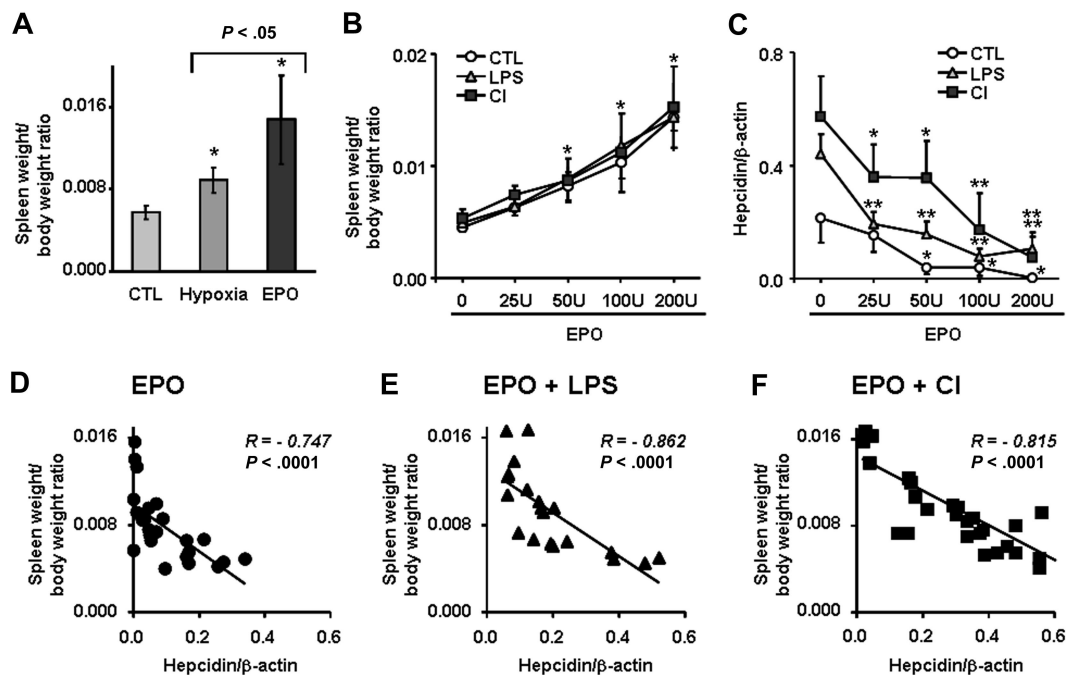 A
P < .05
*
*
0.016
0.008
0.000
Spleen weight/
body weight ratio
CTL Hypoxia EPO
B
CTL
LPS
CI
*
*
*
0.02
0.01
0.00
Spleen weight/
body weight ratio
0 25U 50U 100U 200U
EPO
C
CTL
LPS
CI
0.8
0.4
0.0
Hepcidin/β-actin
* *
**
**
**
** ** **
* * *
0 25U 50U 100U 200U
EPO
D
EPO
R = - 0.747
P < .0001
0.016
0.008
0.000
Spleen weight/
body weight ratio
0.0 0.2 0.4 0.6
Hepcidin/β-actin
E
EPO + LPS
R = - 0.862
P < .0001
0.016
0.008
0.000
Spleen weight/
body weight ratio
0.0 0.2 0.4 0.6
Hepcidin/β-actin
F
EPO + CI
R = - 0.815
P < .0001
0.016
0.008
0.000
Spleen weight/
body weight ratio
0.0 0.2 0.4 0.6
Hepcidin/β-actin